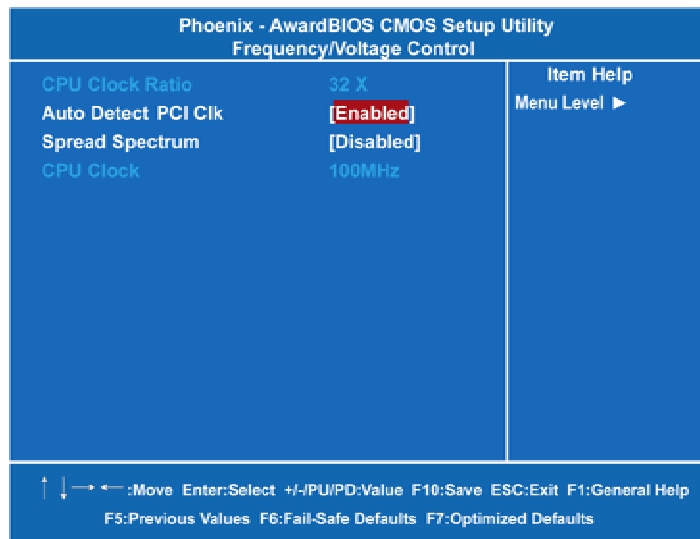 Phoenix - AwardBIOS CMOS Setup Utility
Frequency/Voltage Control
CPU Clock Ratio 32 X
Auto Detect PCI Clk [Enabled]
Spread Spectrum [Disabled]
CPU Clock 100MHz
Item Help
Menu Level ►
↑ ↓ → ← :Move Enter:Select +/-/PU/PD:Value F10:Save ESC:Exit F1:General Help
F5:Previous Values F6:Fail-Safe Defaults F7:Optimized Defaults